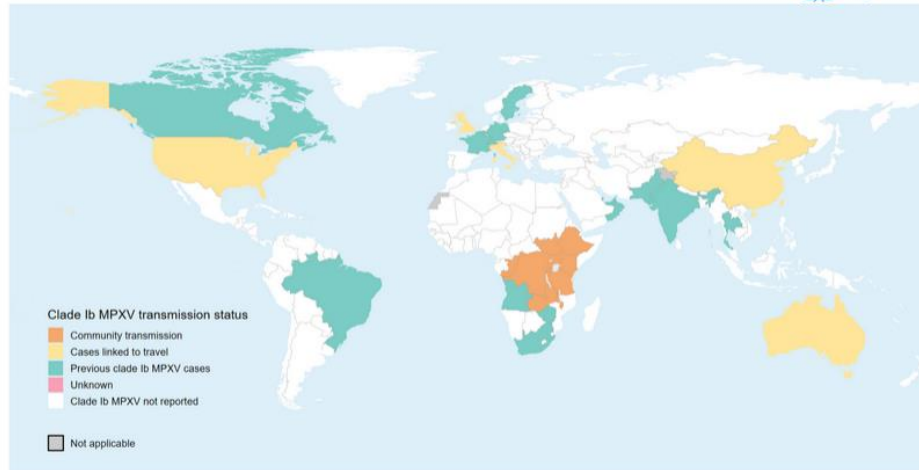 Clade Ib MPXV transmission status
Community transmission
Cases linked to travel
Previous clade Ib MPXV cases
Unknown
Clade Ib MPXV not reported
Not applicable